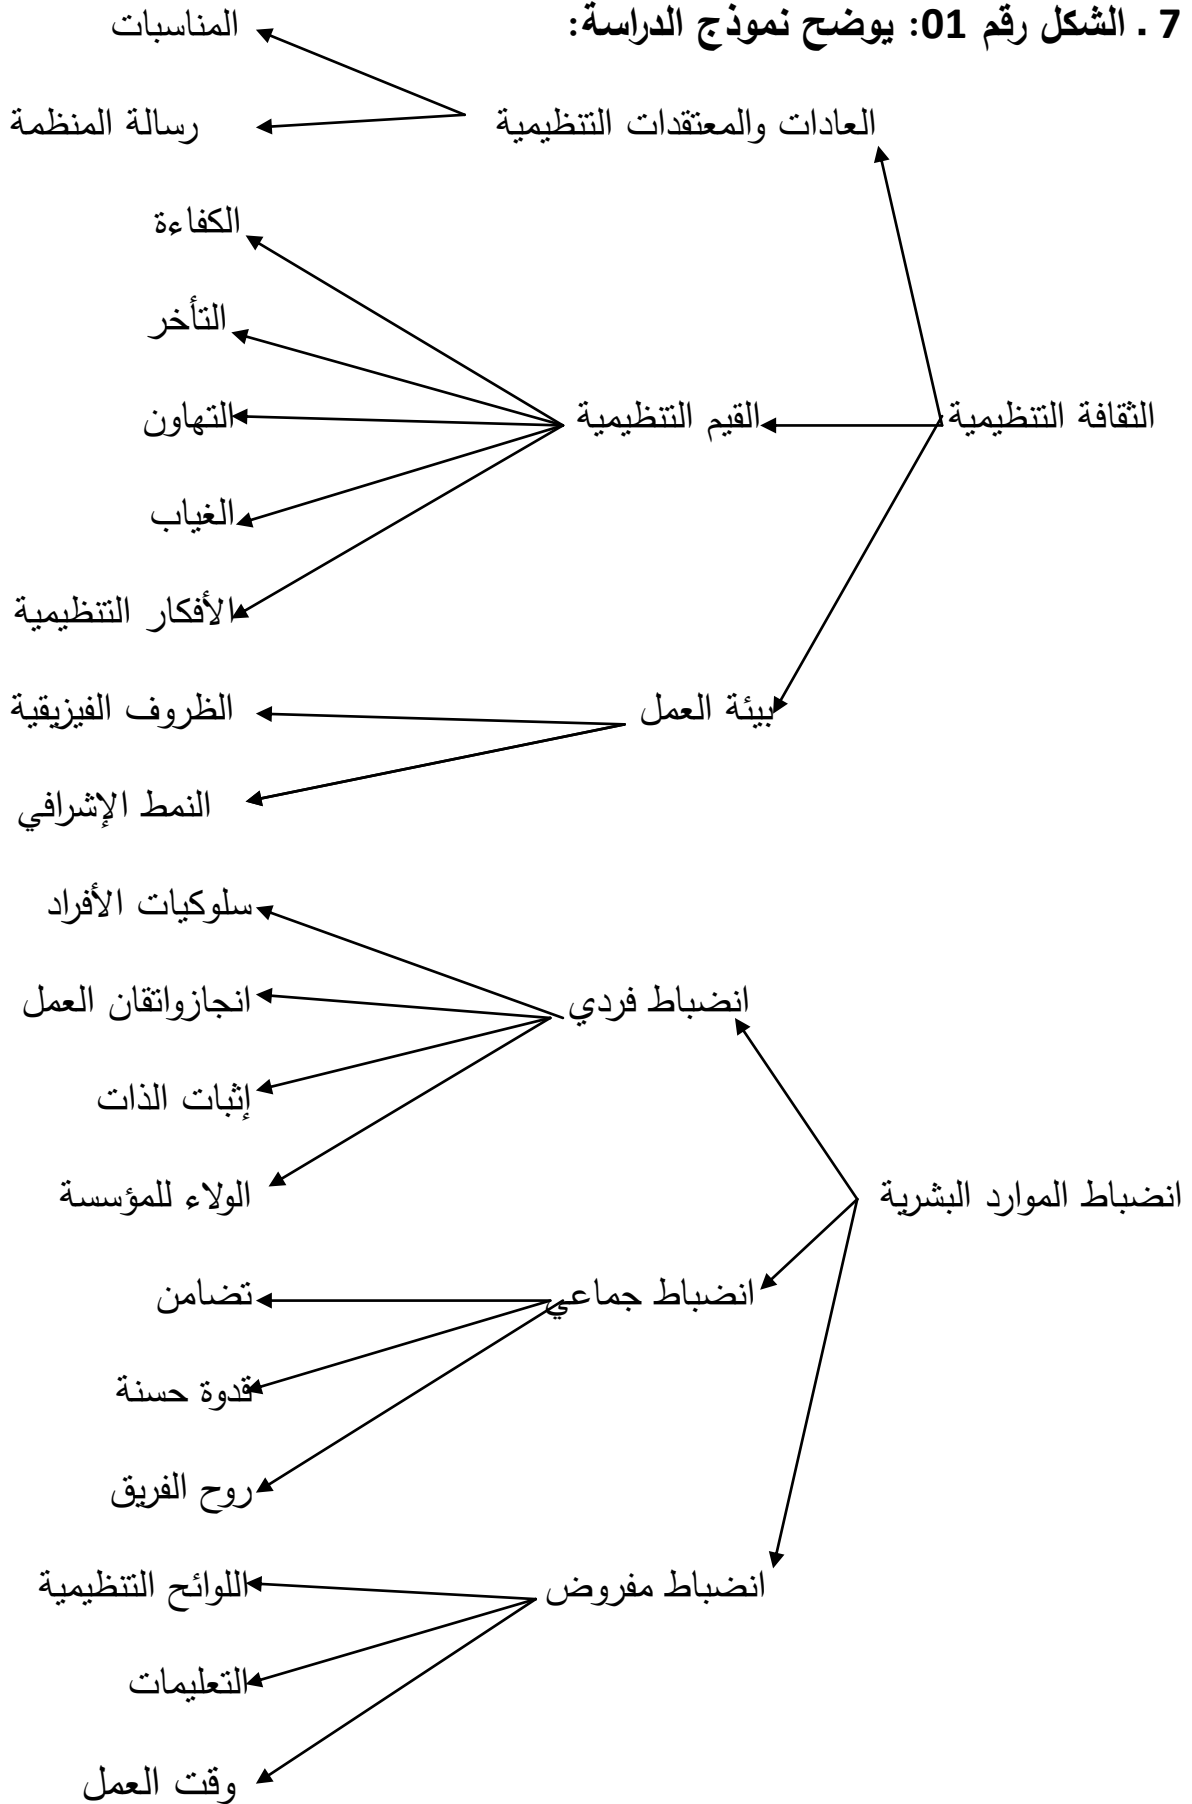 7 . الشكل رقم 01: يوضح نموذج الدراسة:
المناسبات
العادات والمعتقدات التنظيمية
رسالة المنظمة
الكفاءة
التأخر
الثقافة التنظيمية
القيم التنظيمية
التهاون
الغياب
الأفكار التنظيمية
بيئة العمل
الظروف الفيزيقية
النمط الإشرافي
سلوكيات الأفراد
انضباط فردي
انجازواتقان العمل
إثبات الذات
انضباط الموارد البشرية
الولاء للمؤسسة
انضباط جماعي
تضامن
قدوة حسنة
روح الفريق
انضباط مفروض
اللوائح التنظيمية
التعليمات
وقت العمل